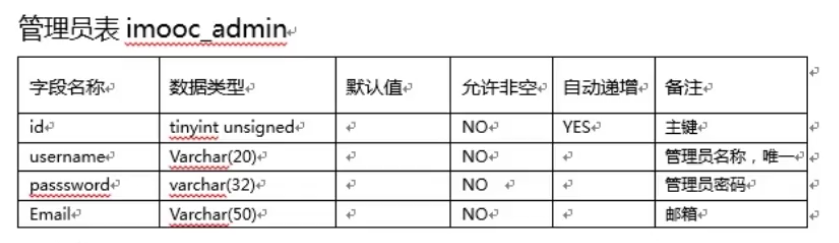 管理员表 imooc_admin
字段名称 数据类型 默认值 允许非空 自动递增 备注
id tinyint unsigned NO YES 主键
username Varchar(20) NO 管理员名称，唯一
passsword varchar(32) NO 管理员密码
Email Varchar(50) NO 邮箱